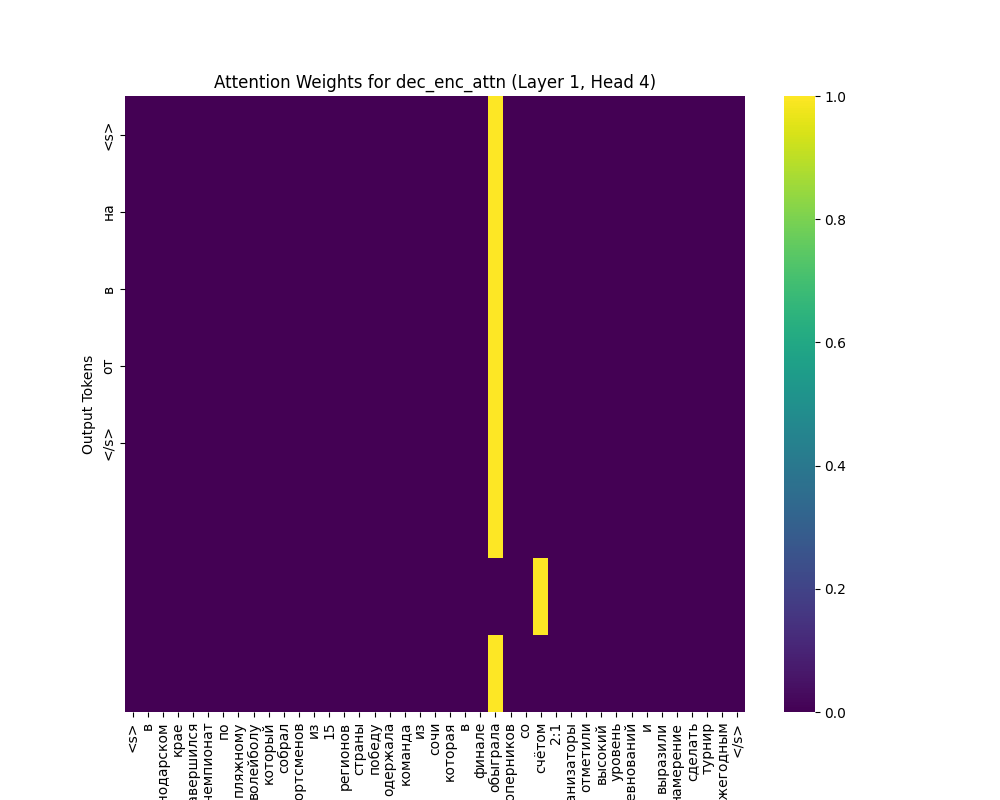 Attention Weights for dec_enc_attn (Layer 1, Head 4)
Output Tokens
<s>
на
в
от
</s>
1.0
0.8
0.6
0.4
0.2
0.0
<s>
в
нодарском
крае
авершился
чемпионат
по
пляжному
волейболу
который
собрал
ортсменов
из
15
регионов
страны
победу
одержала
команда
из
сочи
которая
в
финале
обыграла
оперников
со
счётом
2:1
анизаторы
отметили
высокий
уровень
евнований
и
выразили
намерение
сделать
турнир
жегодным
</s>